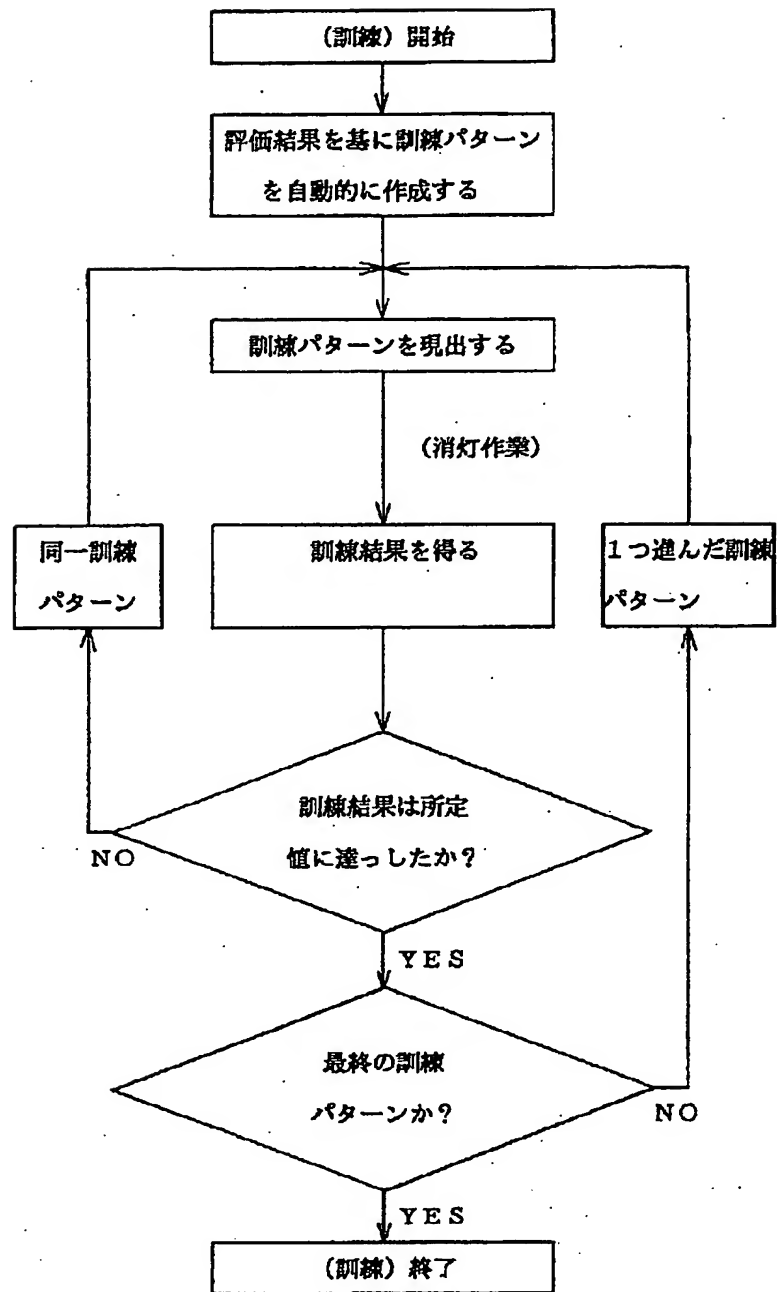 (訓練)開始
評価結果を基に訓練パターン
を自動的に作成する
訓練パターンを現出する
(消灯作業)
同一訓練
パターン
訓練結果を得る
1つ進んだ訓練
パターン
訓練結果は所定
値に達っしたか?
NO
YES
最終の訓練
パターンか?
NO
YES
(訓練)終了